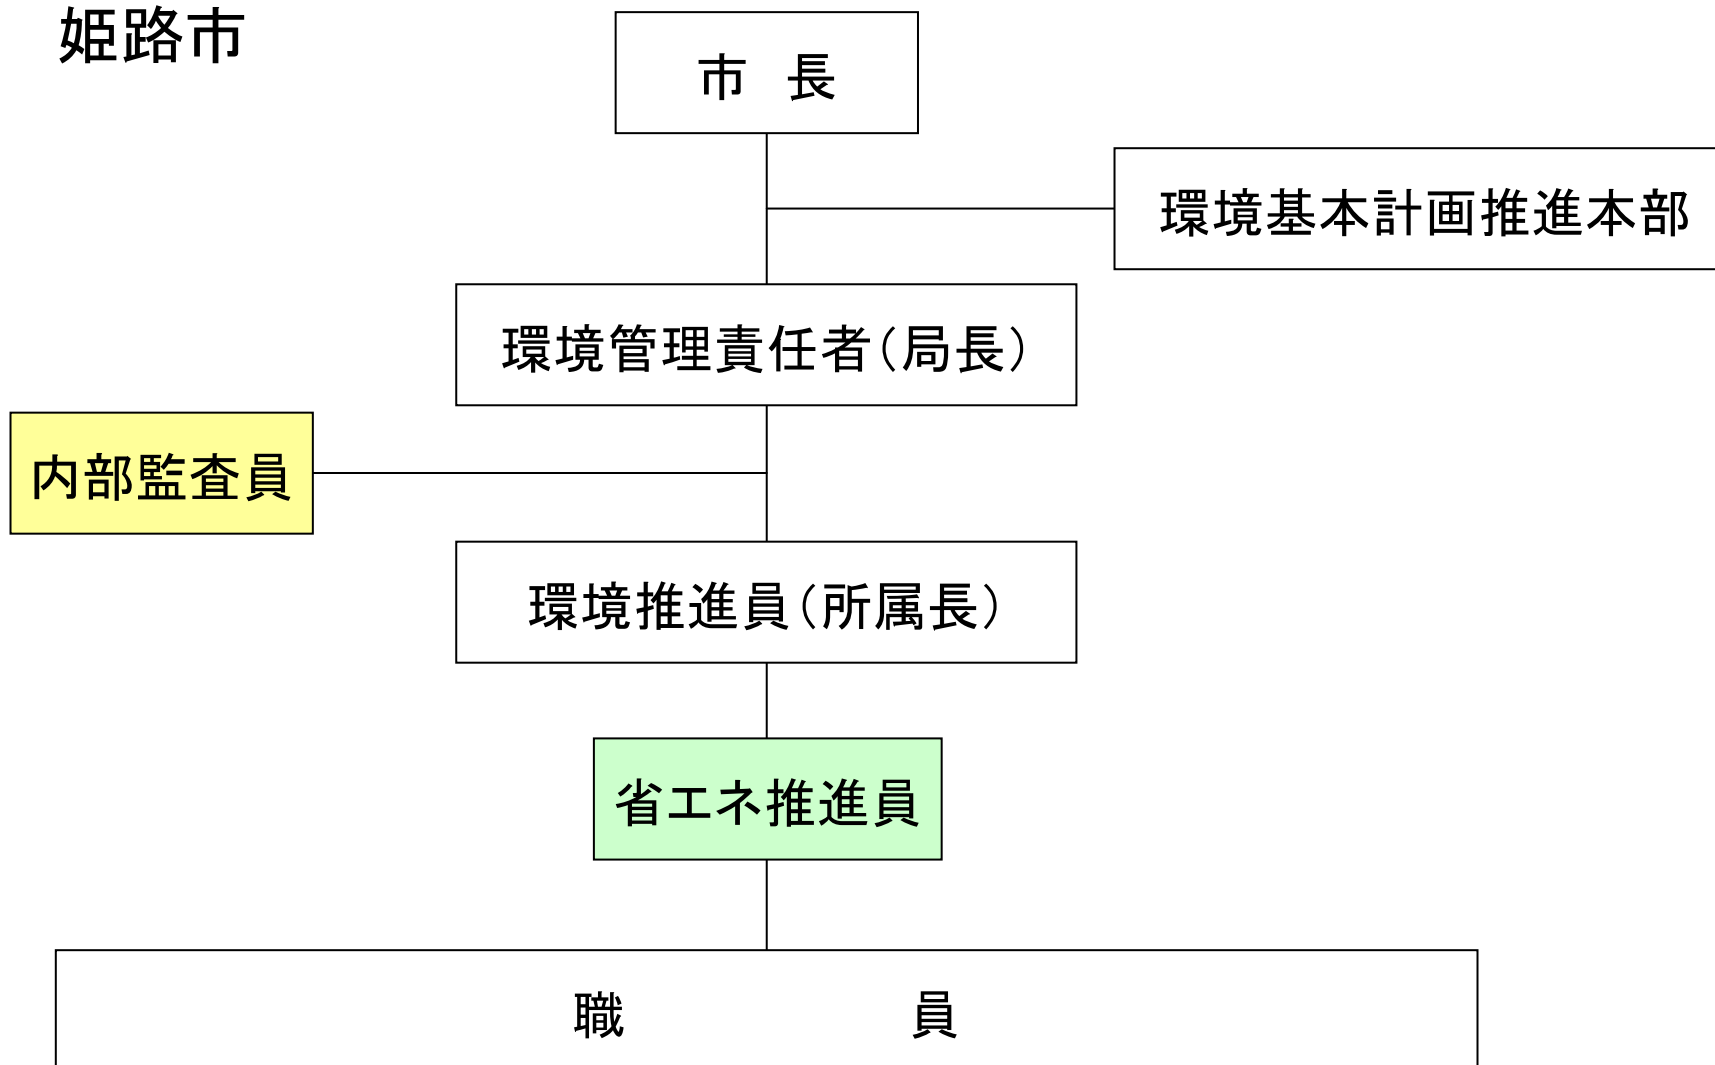 姫路市
市　長
環境基本計画推進本部
環境管理責任者（局長）
内部監査員
環境推進員（所属長）
省エネ推進員
職　　　　　員